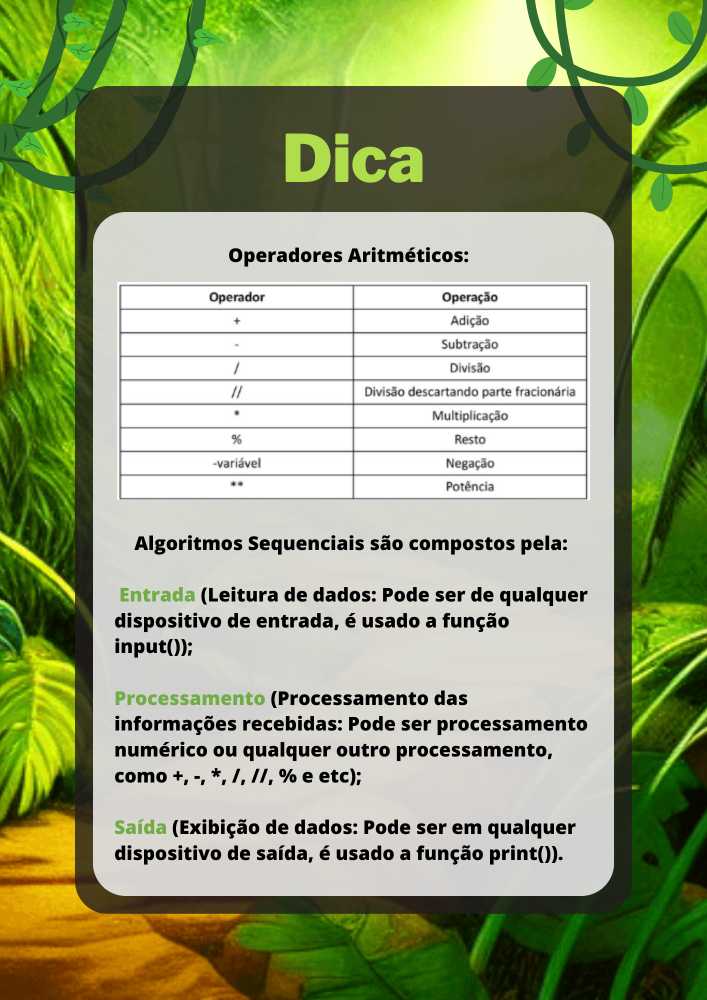 Dica
Operadores Aritméticos:
Operador Operação
+ Adição
- Subtração
/ Divisão
// Divisão descartando parte fracionária
* Multiplicação
% Resto
-variável Negação
** Potência
Algoritmos Sequenciais são compostos pela:
Entrada (Leitura de dados: Pode ser de qualquer
dispositivo de entrada, é usado a função
input());
Processamento (Processamento das
informações recebidas: Pode ser processamento
numérico ou qualquer outro processamento,
como +, -, *, /, //, % e etc);
Saída (Exibição de dados: Pode ser em qualquer
dispositivo de saída, é usado a função print()).